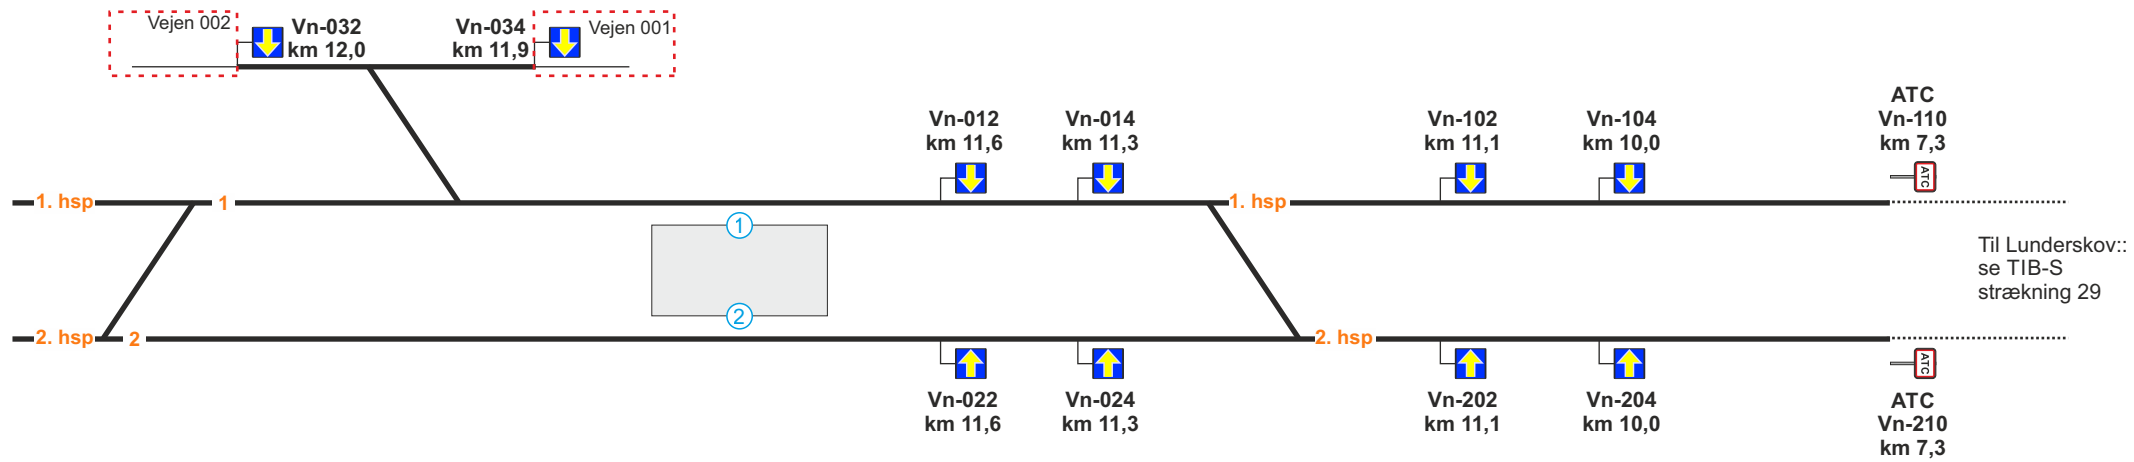 Vejen 002
Vn-032
km 12,0
Vn-034
km 11,9
Vejen 001
Vn-012
km 11,6
Vn-014
km 11,3
Vn-102
km 11,1
Vn-104
km 10,0
ATC
Vn-110
km 7,3
ATC
1. hsp
1
1. hsp
1
2
Til Lunderskov::
se TIB-S
strækning 29
2. hsp
2
2. hsp
ATC
Vn-022
km 11,6
Vn-024
km 11,3
Vn-202
km 11,1
Vn-204
km 10,0
ATC
Vn-210
km 7,3